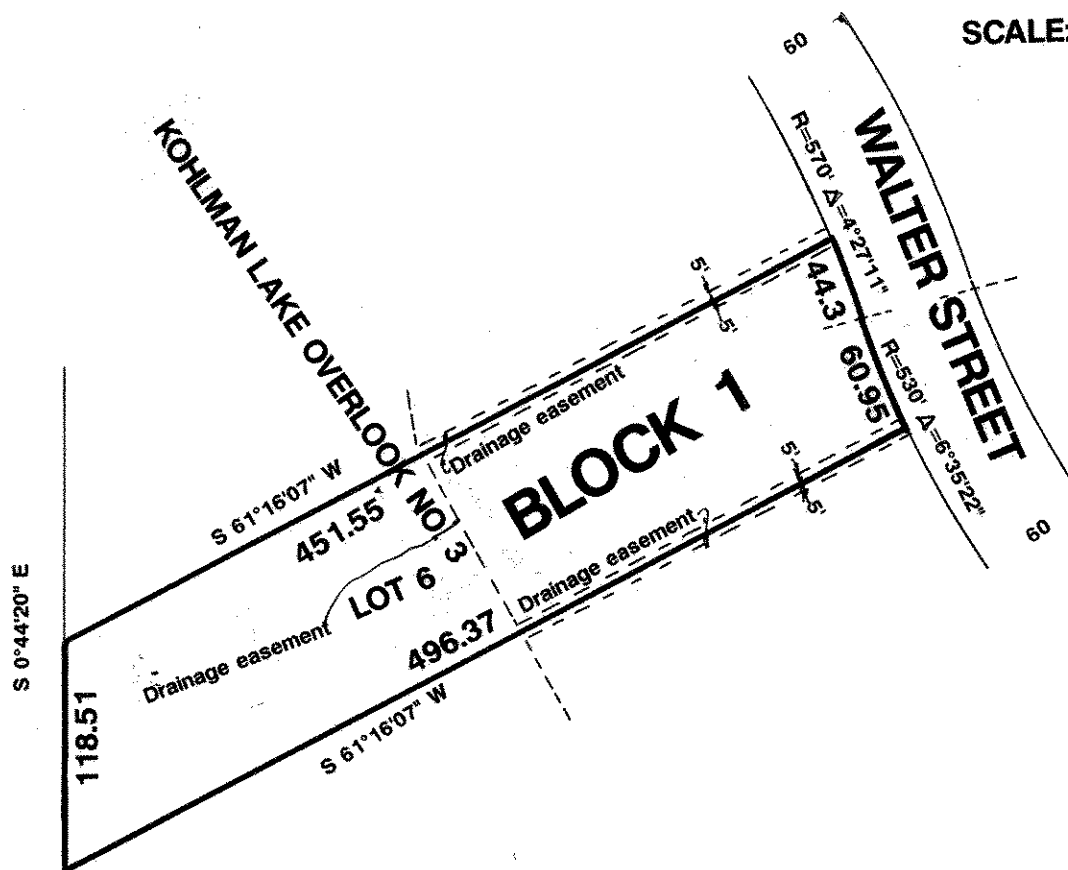 SCALE:
60
WALTER STREET
R=570' Δ=4°27'11"
KOHLMAN LAKE OVERLOOK NO. 3
5'
5'
44.3
60.95
R=530' Δ=6°35'22"
60
Drainage easement
BLOCK 1
5'
5'
S 61°16'07" W
451.55
Drainage easement
LOT 6
496.37
Drainage easement
S 61°16'07" W
S 0°44'20" E
118.51